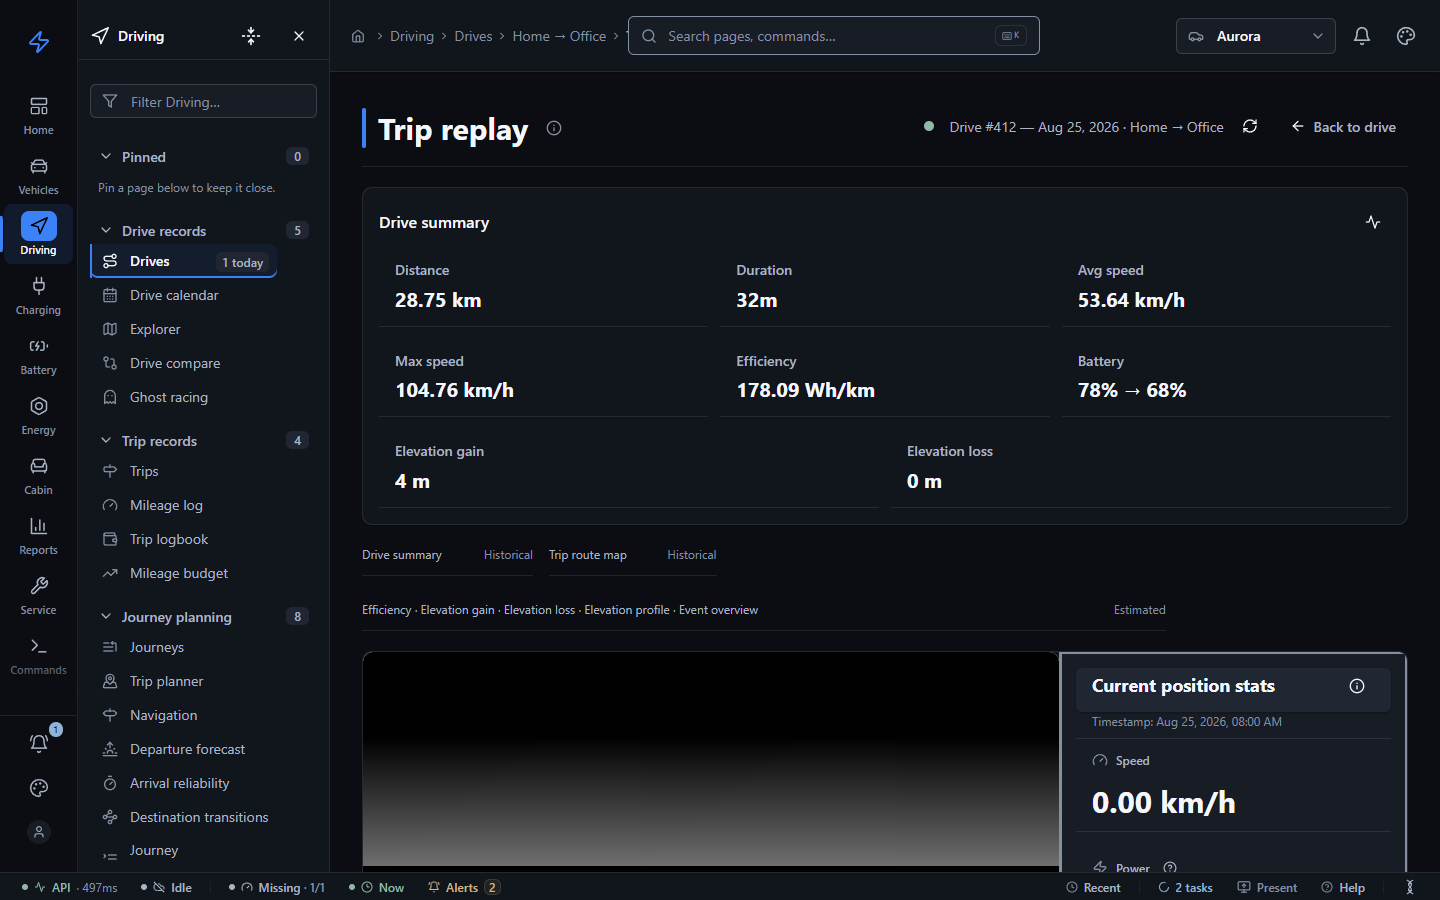 Driving
Home
Vehicles
Driving
Charging
Battery
Energy
Cabin
Reports
Service
Commands
1
Filter Driving...
Pinned 0
Pin a page below to keep it close.
Drive records 5
Drives 1 today
Drive calendar
Explorer
Drive compare
Ghost racing
Trip records 4
Trips
Mileage log
Trip logbook
Mileage budget
Journey planning 8
Journeys
Trip planner
Navigation
Departure forecast
Arrival reliability
Destination transitions
Journey
Driving > Drives > Home → Office >
Search pages, commands... K
Aurora
Trip replay
Drive #412 — Aug 25, 2026 · Home → Office
Back to drive
Drive summary
Distance
28.75 km
Duration
32m
Avg speed
53.64 km/h
Max speed
104.76 km/h
Efficiency
178.09 Wh/km
Battery
78% → 68%
Elevation gain
4 m
Elevation loss
0 m
Drive summary Historical
Trip route map Historical
Efficiency · Elevation gain · Elevation loss · Elevation profile · Event overview Estimated
Current position stats
Timestamp: Aug 25, 2026, 08:00 AM
Speed
0.00 km/h
Power
API · 497ms
Idle
Missing · 1/1
Now
Alerts 2
Recent
2 tasks
Present
Help